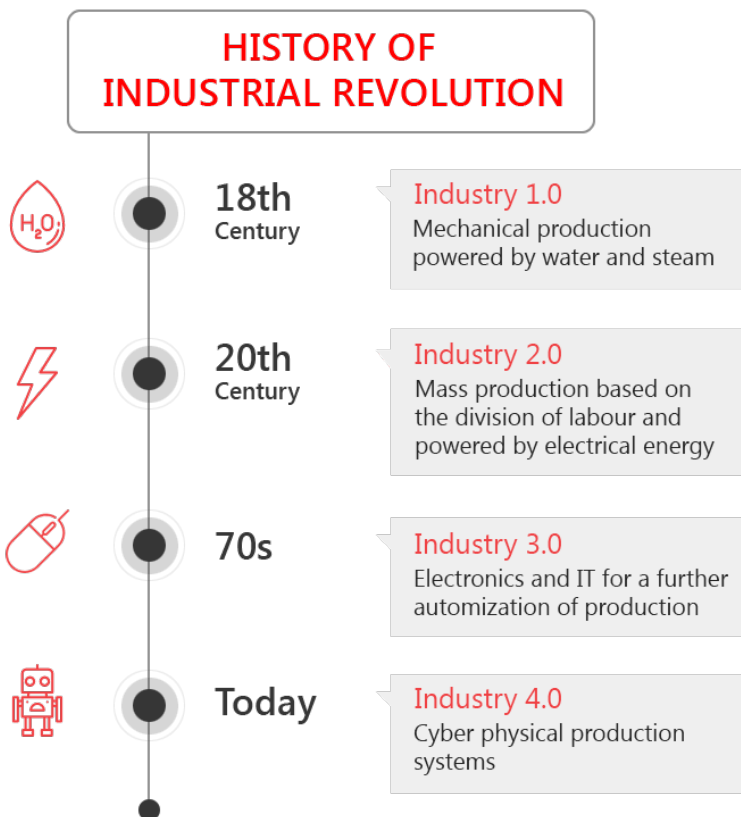 HISTORY OF
INDUSTRIAL REVOLUTION
H₂O
18th
Century
Industry 1.0
Mechanical production
powered by water and steam
20th
Century
Industry 2.0
Mass production based on
the division of labour and
powered by electrical energy
70s
Industry 3.0
Electronics and IT for a further
automization of production
Today
Industry 4.0
Cyber physical production
systems